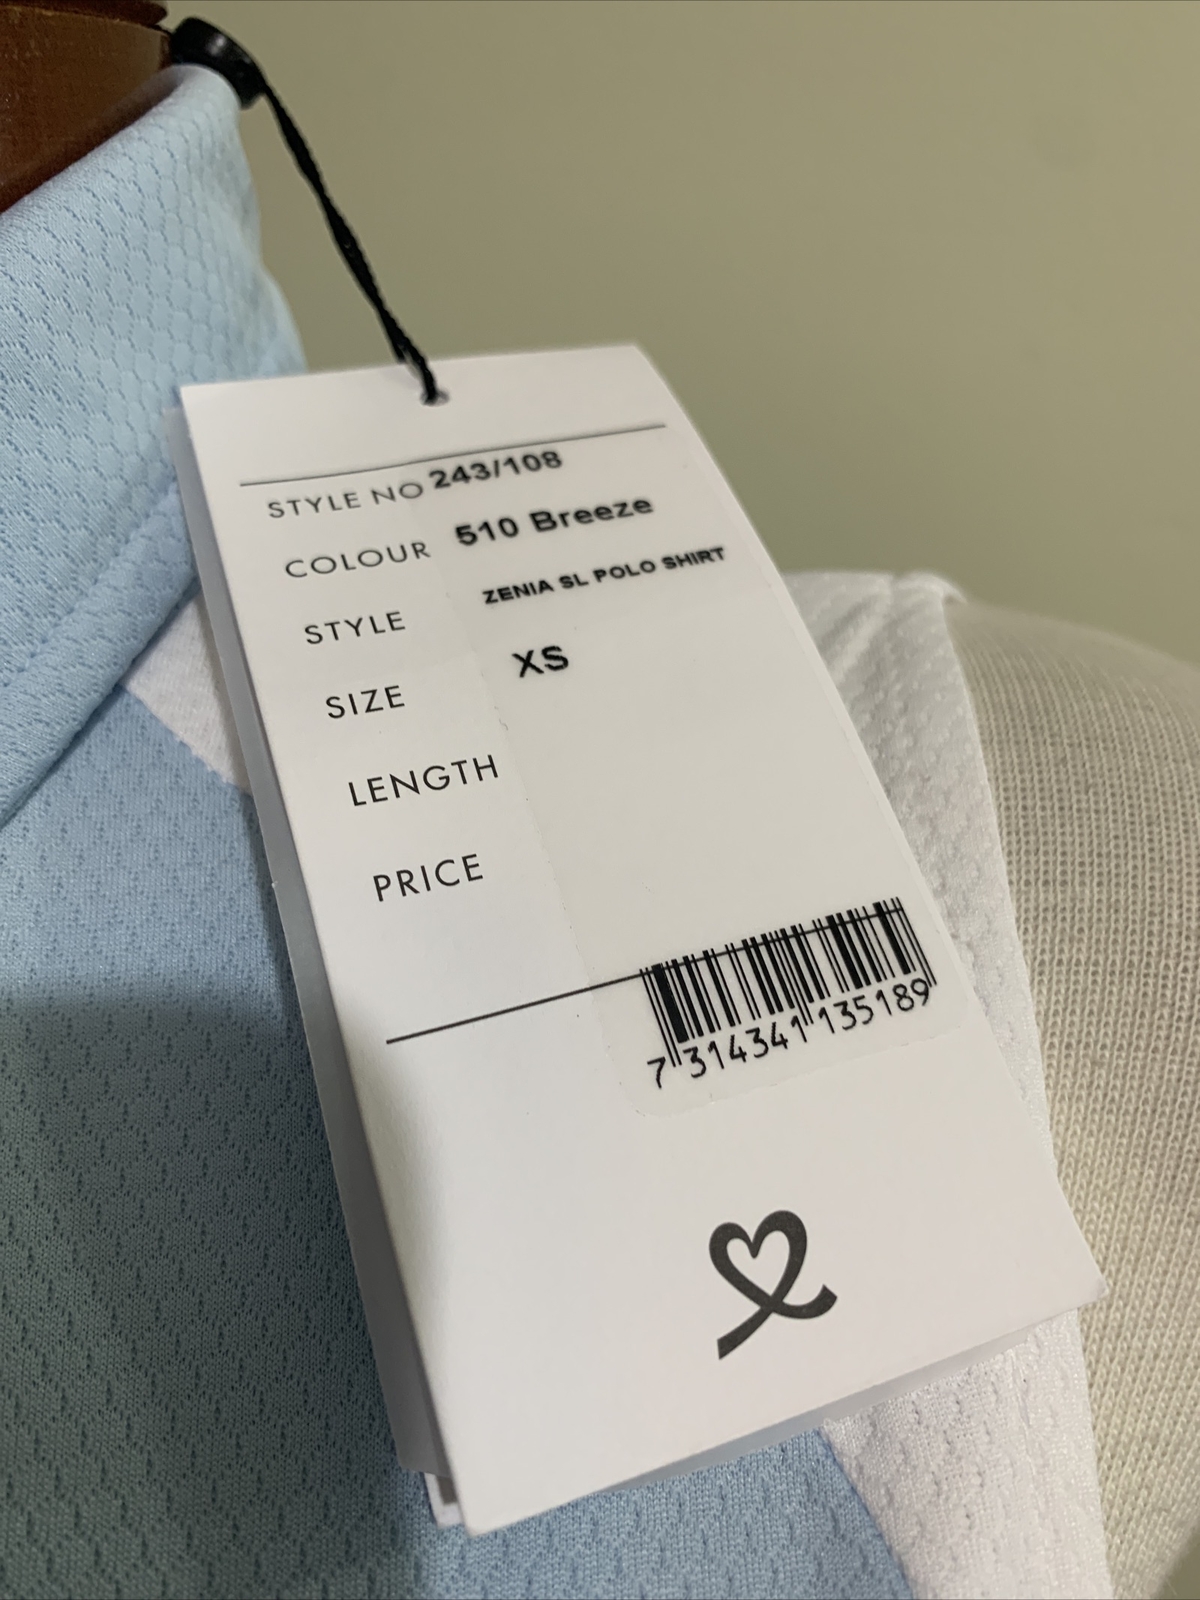 STYLE NO 243/108
COLOUR 510 Breeze
STYLE ZENIA SL POLO SHIRT
SIZE XS
LENGTH
PRICE
7 314341 135189